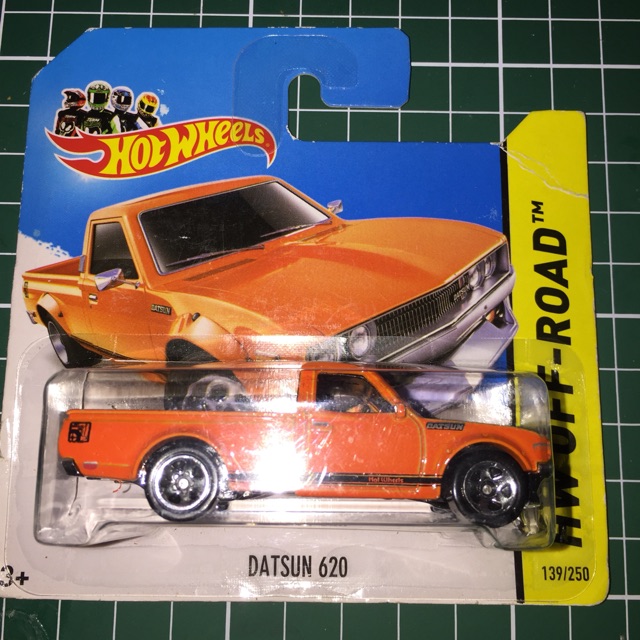 HOT WHEELS
HW OFF-ROAD™
DATSUN
DATSUN
Hot Wheels
DATSUN 620
139/250
3+